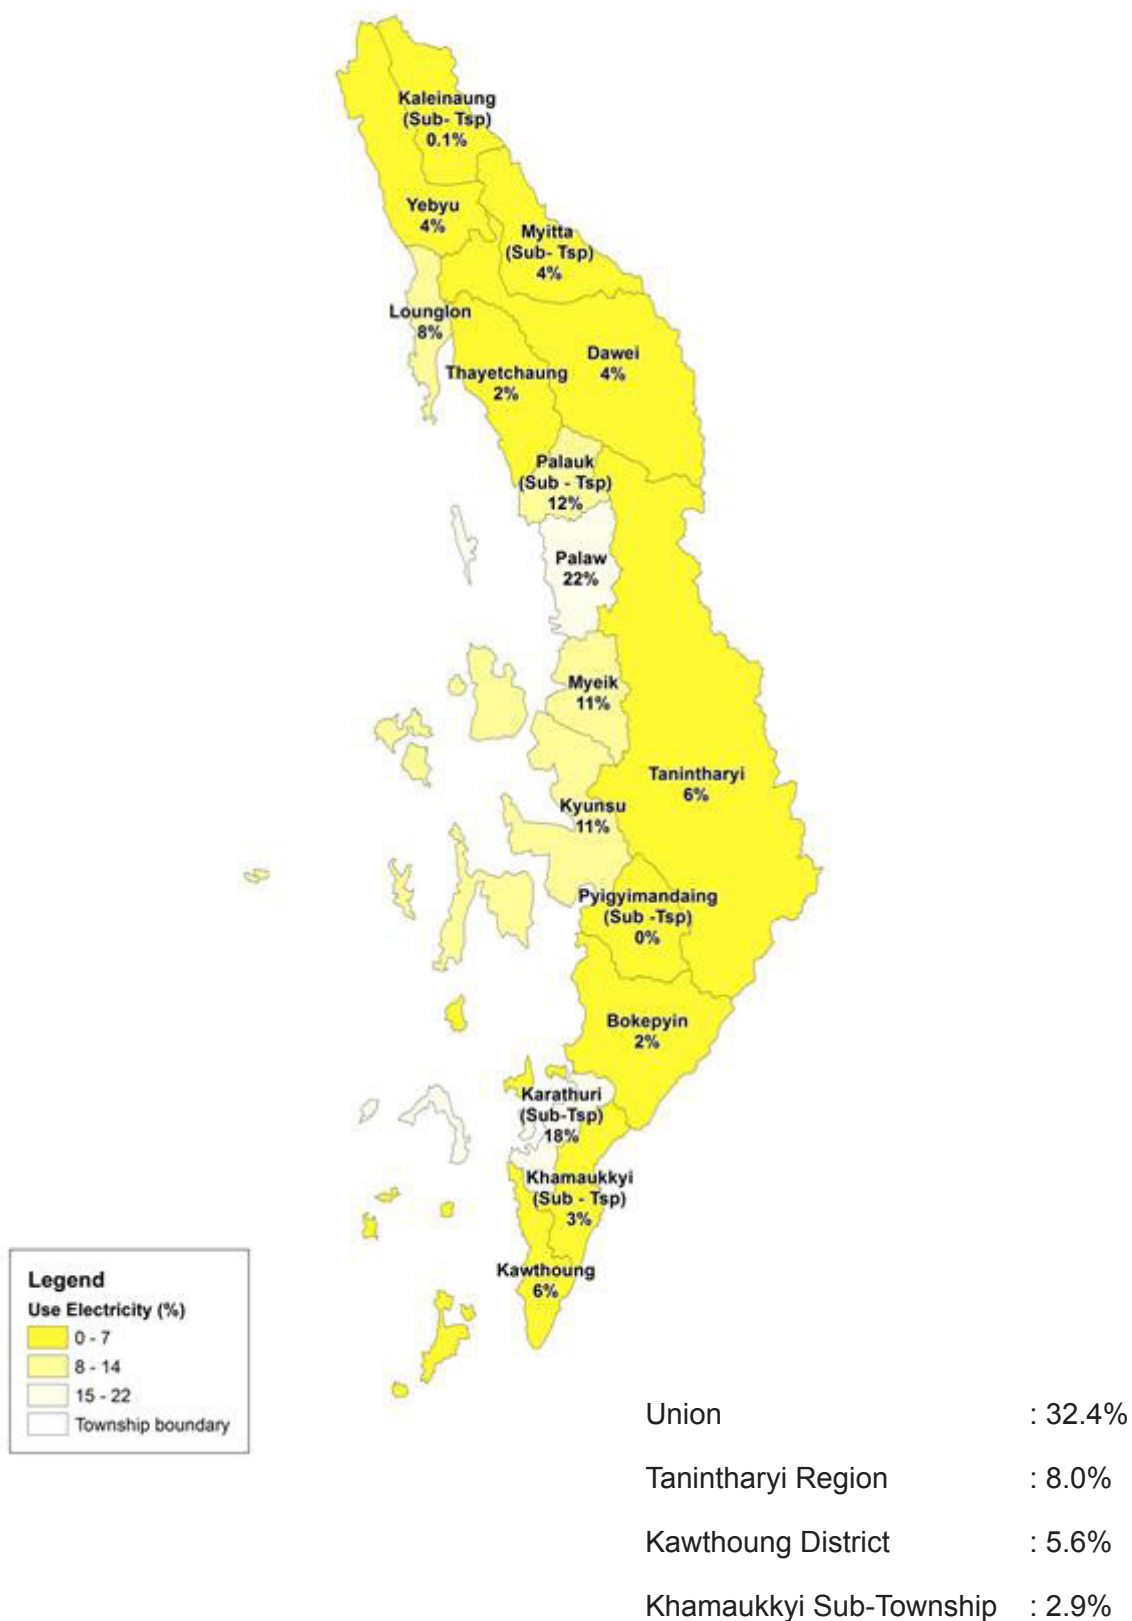 Kaleinaung
(Sub- Tsp)
0.1%
Yebyu
4%
Myitta
(Sub- Tsp)
4%
Lounglon
8%
Dawei
4%
Thayetchaung
2%
Palauk
(Sub - Tsp)
12%
Palaw
22%
Myeik
11%
Tanintharyi
6%
Kyunsu
11%
Pyigyimandaing
(Sub -Tsp)
0%
Bokepyin
2%
Karathuri
(Sub-Tsp)
18%
Khamaukkyi
(Sub - Tsp)
3%
Kawthoung
6%
Legend
Use Electricity (%)
0 - 7
8 - 14
15 - 22
Township boundary
Union : 32.4%
Tanintharyi Region : 8.0%
Kawthoung District : 5.6%
Khamaukkyi Sub-Township : 2.9%